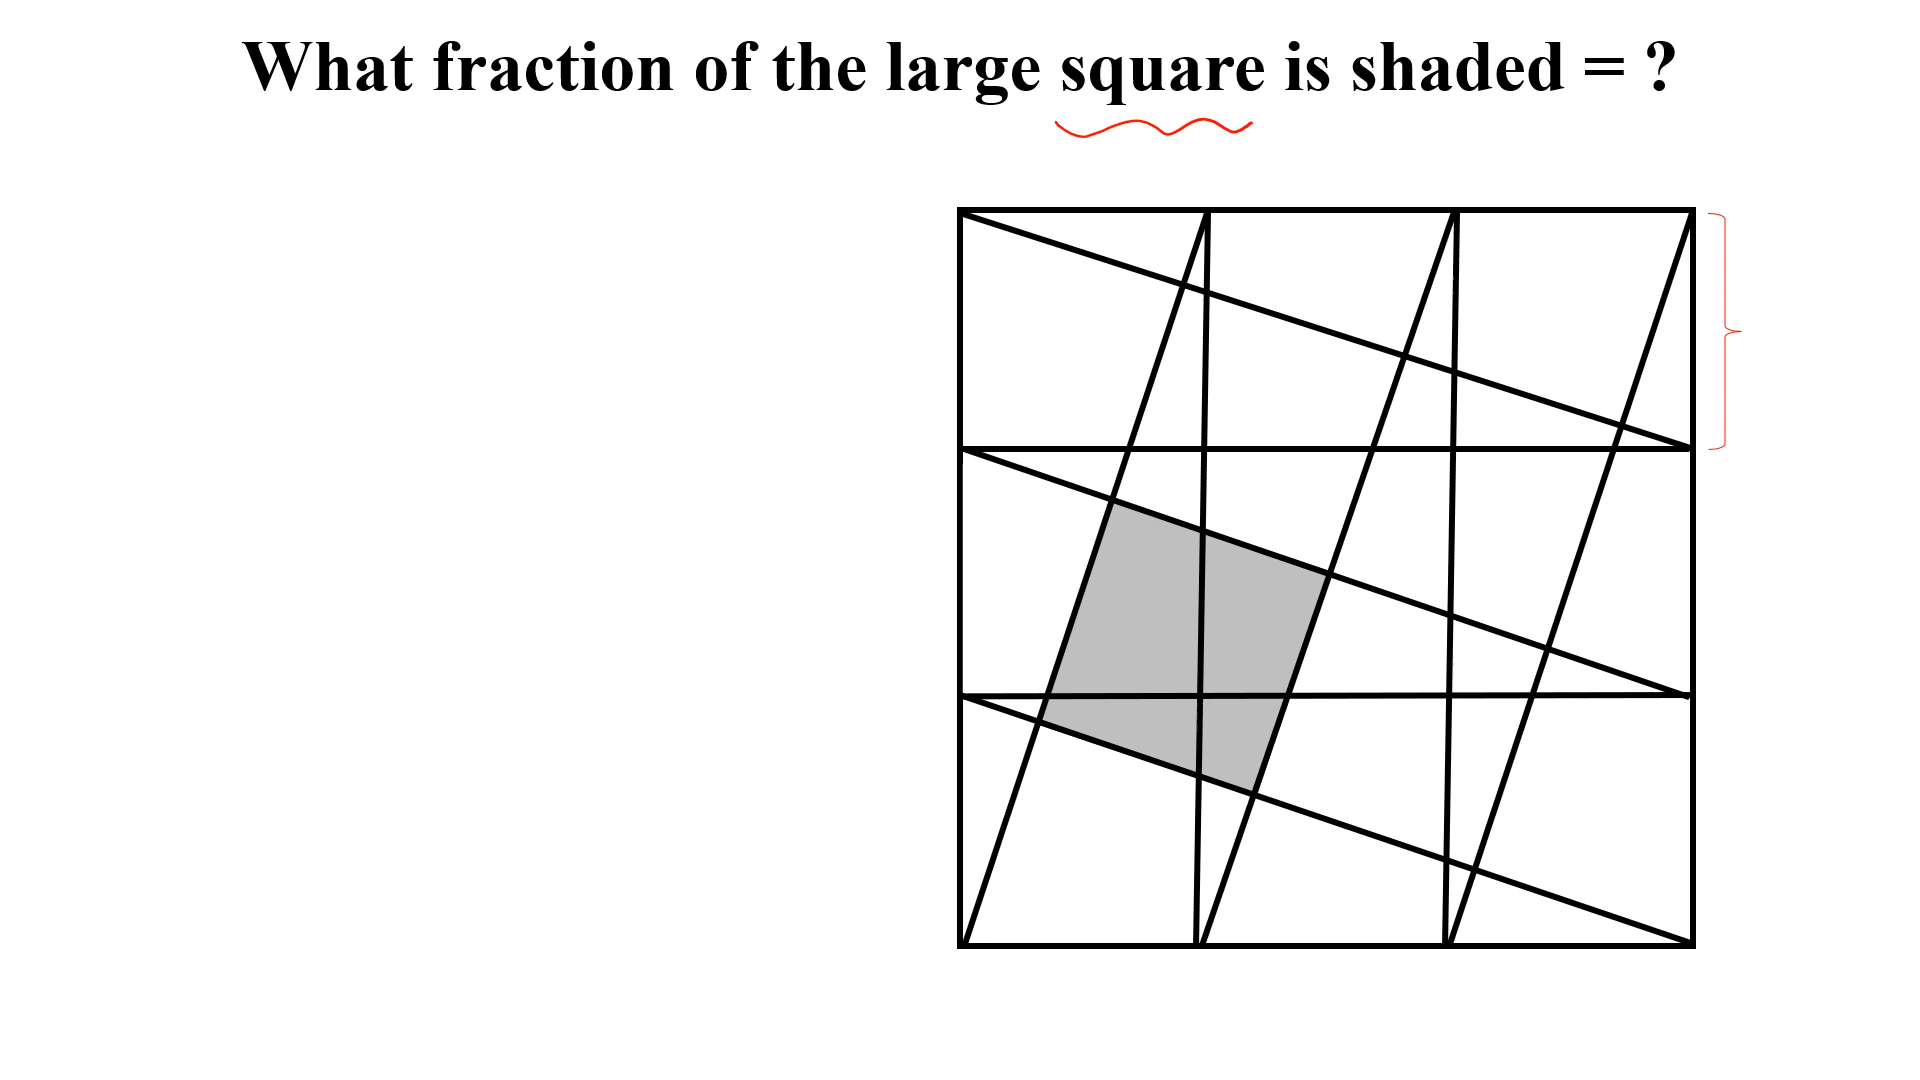 What fraction of the large square is shaded = ?